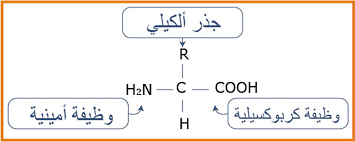 جذر ألكيلي
R
H₂N – C – COOH
H
وظيفة أمينية
وظيفة كربوكسيلية